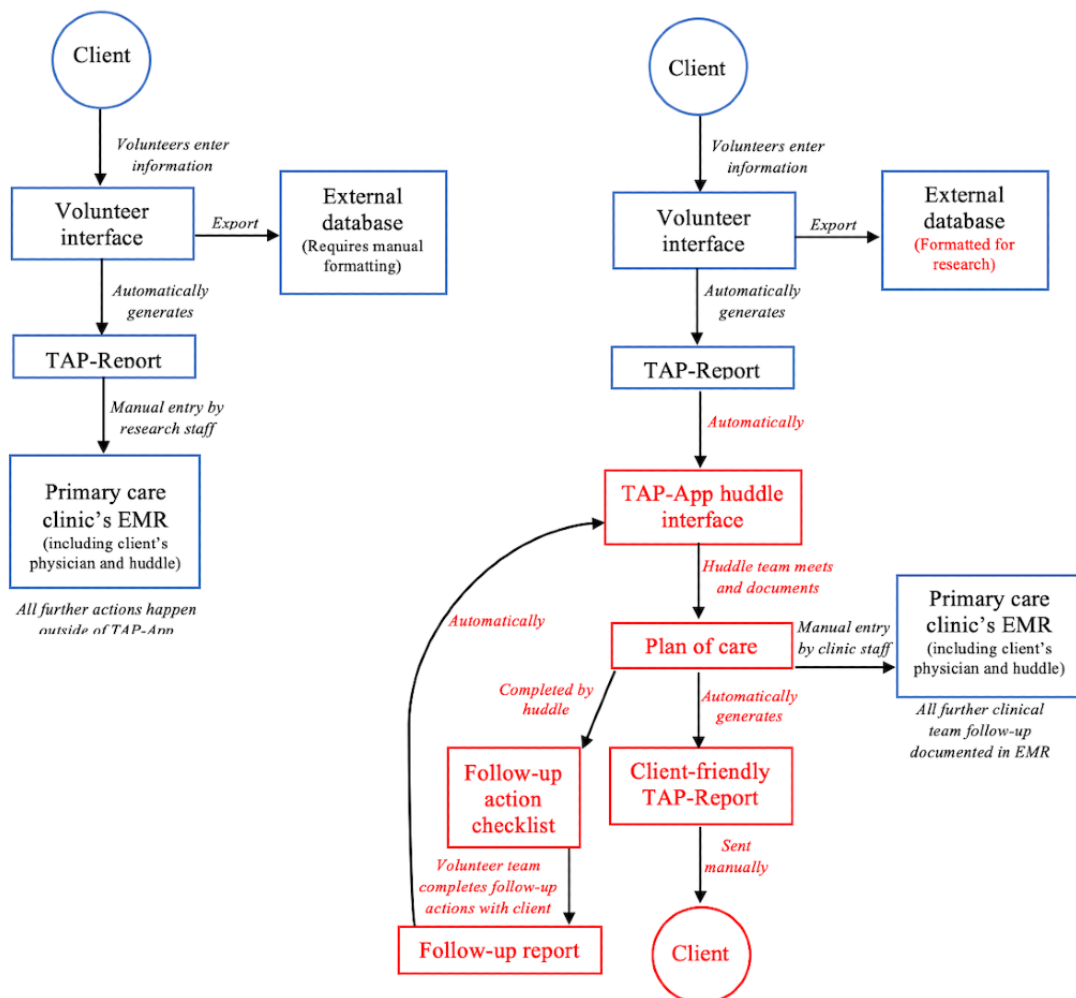 Client
Volunteers enter
information
Volunteer
interface
Export
External
database
(Requires manual
formatting)
Automatically
generates
TAP-Report
Manual entry by
research staff
Primary care
clinic's EMR
(including client's
physician and huddle)
All further actions happen
outside of TAP-App
Client
Volunteers enter
information
Volunteer
interface
Export
External
database
(Formatted for
research)
Automatically
generates
TAP-Report
Automatically
TAP-App huddle
interface
Huddle team meets
and documents
Automatically
Plan of care
Manual entry
by clinic staff
Primary care
clinic's EMR
(including client's
physician and huddle)
All further clinical
team follow-up
documented in EMR
Completed by
huddle
Automatically
generates
Follow-up
action
checklist
Client-friendly
TAP-Report
Volunteer team
completes follow-up
actions with client
Sent
manually
Follow-up report
Client